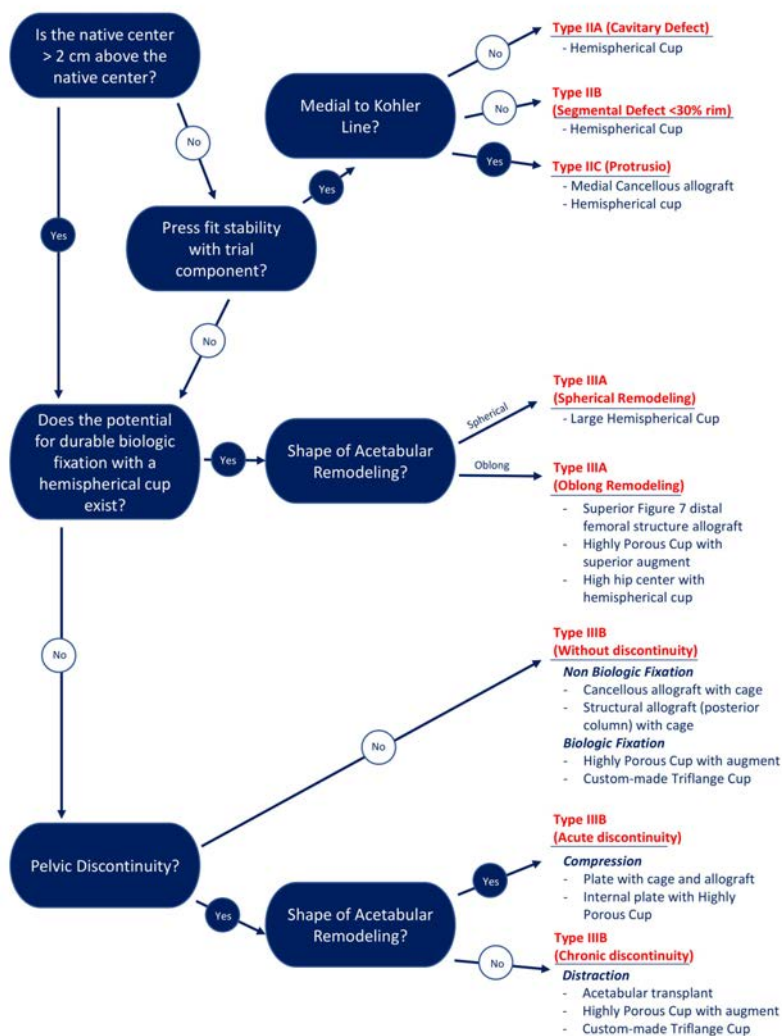 Is the native center
> 2 cm above the
native center?
No
Yes
Medial to Kohler
Line?
No
No
Yes
Type IIA (Cavitary Defect)
- Hemispherical Cup
Type IIB
(Segmental Defect <30% rim)
- Hemispherical Cup
Type IIC (Protrusio)
- Medial Cancellous allograft
- Hemispherical cup
Press fit stability
with trial
component?
Yes
No
Does the potential
for durable biologic
fixation with a
hemispherical cup
exist?
Yes
Shape of Acetabular
Remodeling?
Spherical
Oblong
Type IIIA
(Spherical Remodeling)
- Large Hemispherical Cup
Type IIIA
(Oblong Remodeling)
- Superior Figure 7 distal
femoral structure allograft
- Highly Porous Cup with
superior augment
- High hip center with
hemispherical cup
No
Pelvic Discontinuity?
No
Type IIIB
(Without discontinuity)
Non Biologic Fixation
- Cancellous allograft with cage
- Structural allograft (posterior
column) with cage
Biologic Fixation
- Highly Porous Cup with augment
- Custom-made Triflange Cup
Yes
Shape of Acetabular
Remodeling?
Yes
No
Type IIIB
(Acute discontinuity)
Compression
- Plate with cage and allograft
- Internal plate with Highly
Porous Cup
Type IIIB
(Chronic discontinuity)
Distraction
- Acetabular transplant
- Highly Porous Cup with augment
- Custom-made Triflange Cup